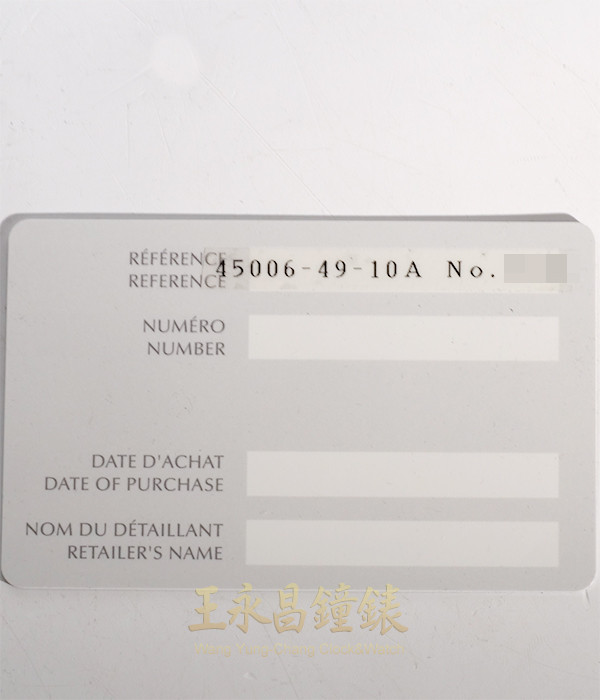 RÉFÉRENCE
REFERENCE
45006-49-10A No.
NUMÉRO
NUMBER
DATE D'ACHAT
DATE OF PURCHASE
NOM DU DÉTAILLANT
RETAILER'S NAME
王永昌鐘錶